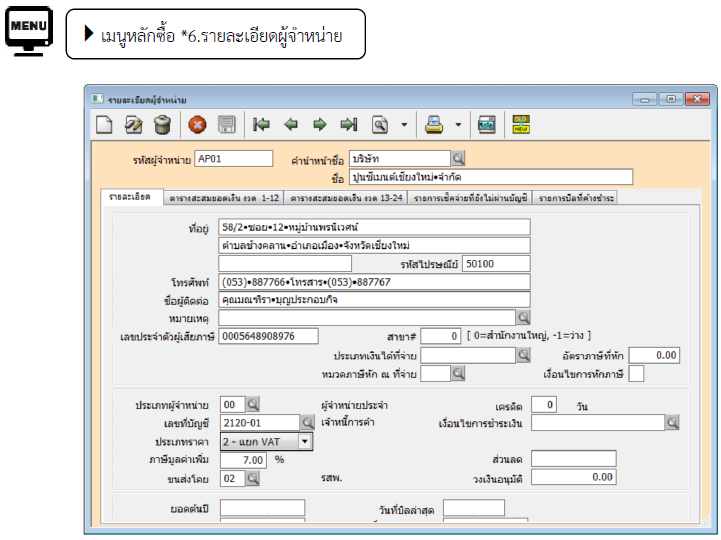 MENU
เมนูหลักซื้อ *6.รายละเอียดผู้จำหน่าย
รายละเอียดผู้จำหน่าย
OLD
NEW
รหัสผู้จำหน่าย AP01 คำนำหน้าชื่อ บริษัท
ชื่อ ปูนซีเมนต์เชียงใหม่•จำกัด
รายละเอียด ตารางสะสมยอดเงิน งวด 1-12 ตารางสะสมยอดเงิน งวด 13-24 รายการเช็คจ่ายที่ยังไม่ผ่านบัญชี รายการบิลที่ค้างชำระ
ที่อยู่ 58/2•ซอย•12•หมู่บ้านพรนิเวศน์
ตำบลช้างคลาน•อำเภอเมือง•จังหวัดเชียงใหม่
รหัสไปรษณีย์ 50100
โทรศัพท์ (053)•887766•โทรสาร•(053)•887767
ชื่อผู้ติดต่อ คุณมณฑิรา•บุญประกอบกิจ
หมายเหตุ
เลขประจำตัวผู้เสียภาษี 0005648908976 สาขา# 0 [ 0=สำนักงานใหญ่, -1=ว่าง ]
ประเภทเงินได้ที่จ่าย อัตราภาษีที่หัก 0.00
หมวดภาษีหัก ณ ที่จ่าย เงื่อนไขการหักภาษี
ประเภทผู้จำหน่าย 00 ผู้จำหน่ายประจำ เครดิต 0 วัน
เลขที่บัญชี 2120-01 เจ้าหนี้การค้า เงื่อนไขการชำระเงิน
ประเภทราคา 2 - แยก VAT
ภาษีมูลค่าเพิ่ม 7.00 % ส่วนลด
ขนส่งโดย 02 รสพ. วงเงินอนุมัติ 0.00
ยอดต้นปี วันที่บิลล่าสุด